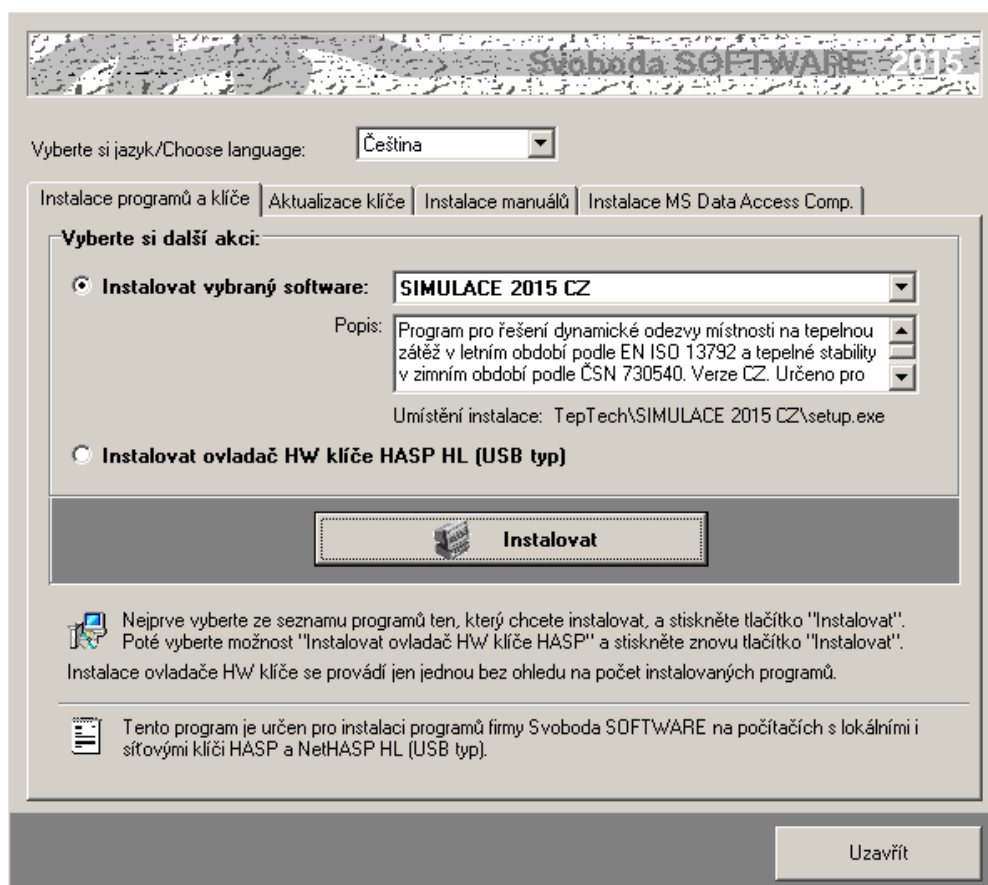 Svoboda SOFTWARE 2015
Vyberte si jazyk/Choose language:
Čeština
Instalace programů a klíče
Aktualizace klíče
Instalace manuálů
Instalace MS Data Access Comp.
Vyberte si další akci:
Instalovat vybraný software:
SIMULACE 2015 CZ
Popis:
Program pro řešení dynamické odezvy místnosti na tepelnou
zátěž v letním období podle EN ISO 13792 a tepelné stability
v zimním období podle ČSN 730540. Verze CZ. Určeno pro
Umístění instalace: TepTech\SIMULACE 2015 CZ\setup.exe
Instalovat ovladač HW klíče HASP HL (USB typ)
Instalovat
Nejprve vyberte ze seznamu programů ten, který chcete instalovat, a stiskněte tlačítko "Instalovat".
Poté vyberte možnost "Instalovat ovladač HW klíče HASP" a stiskněte znovu tlačítko "Instalovat".
Instalace ovladače HW klíče se provádí jen jednou bez ohledu na počet instalovaných programů.
Tento program je určen pro instalaci programů firmy Svoboda SOFTWARE na počítačích s lokálními i
síťovými klíči HASP a NetHASP HL (USB typ).
Uzavřít